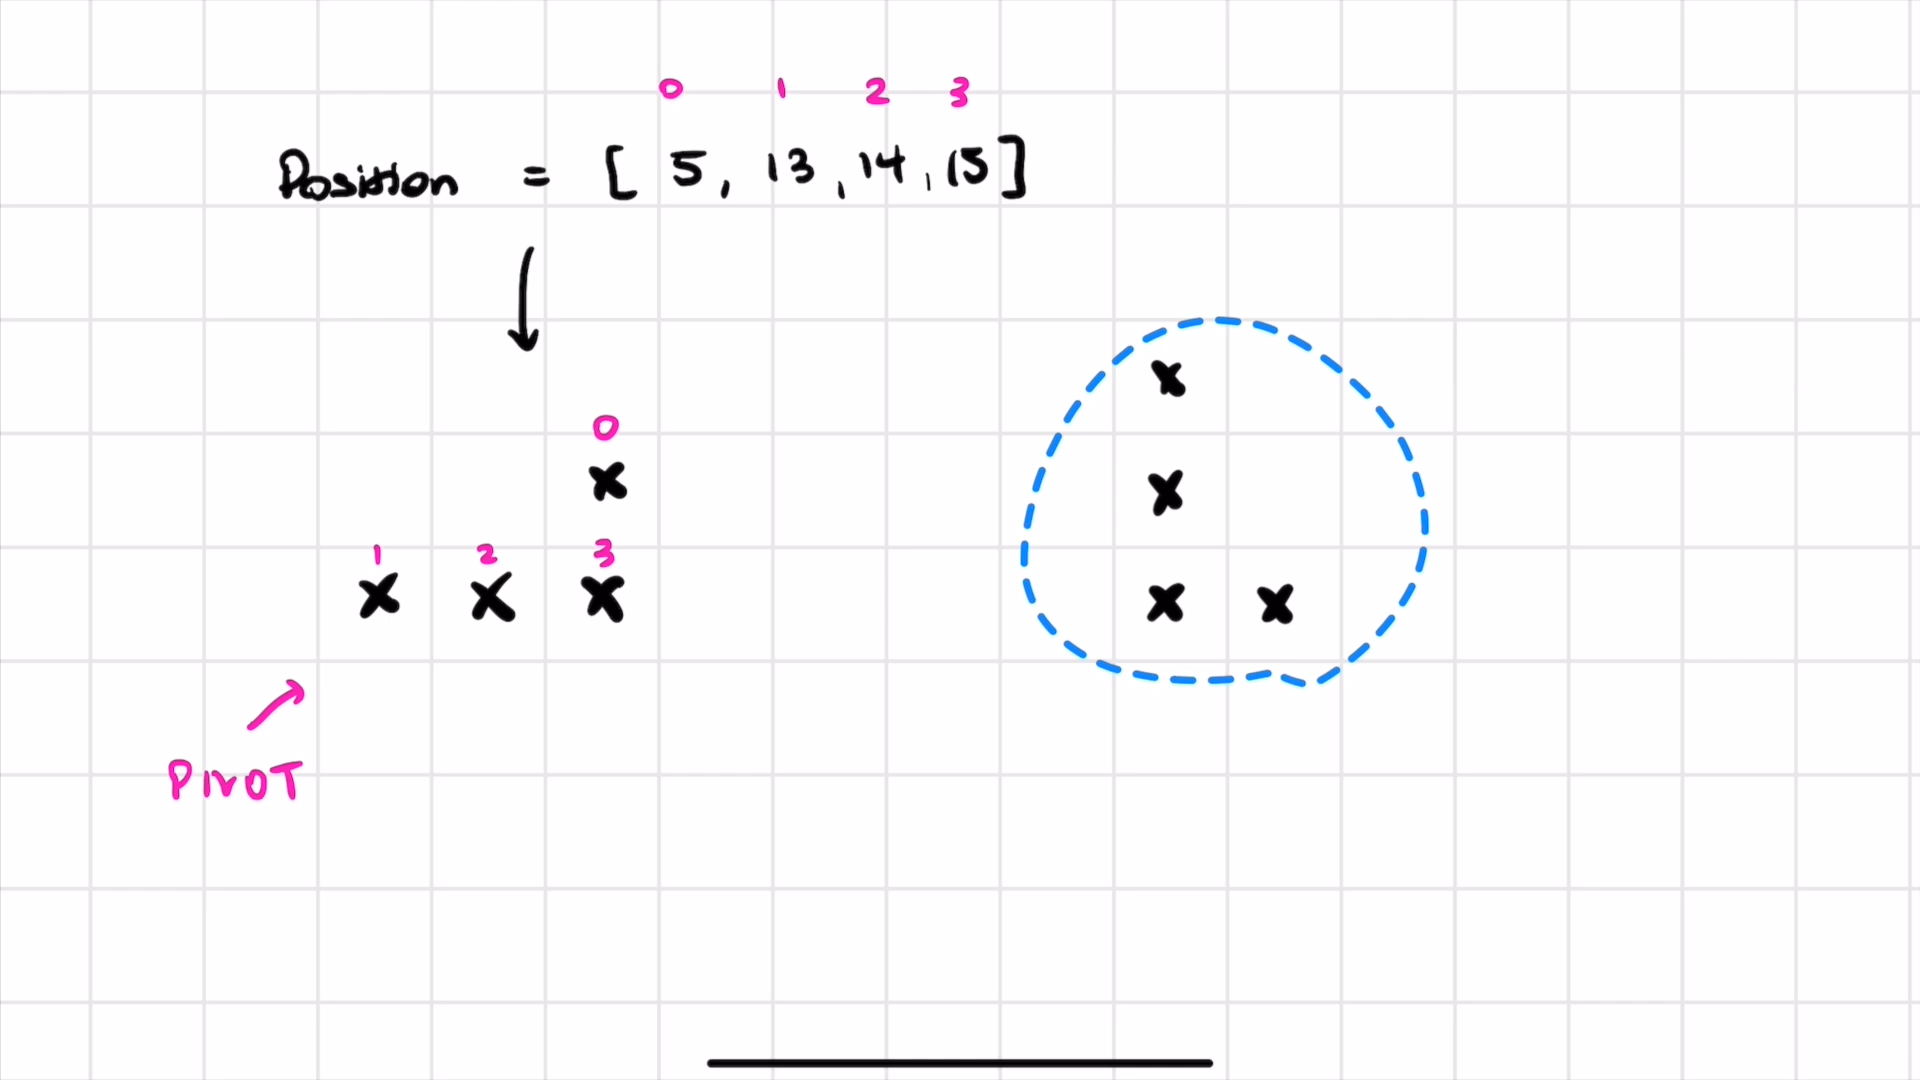 0 1 2 3
Position = [ 5, 13, 14, 15 ]
0
x x
x
1 2 3
x x x x x
PIVOT